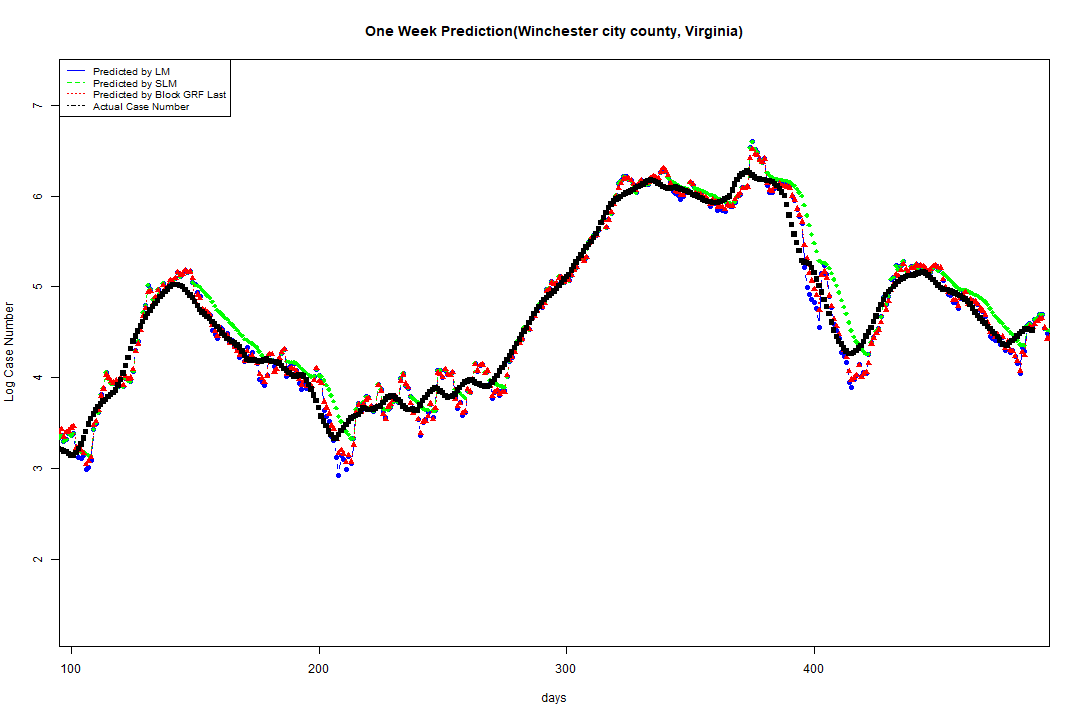 One Week Prediction(Winchester city county, Virginia)
Predicted by LM
Predicted by SLM
Predicted by Block GRF Last
Actual Case Number
7
6
5
4
3
2
Log Case Number
100 200 300 400
days